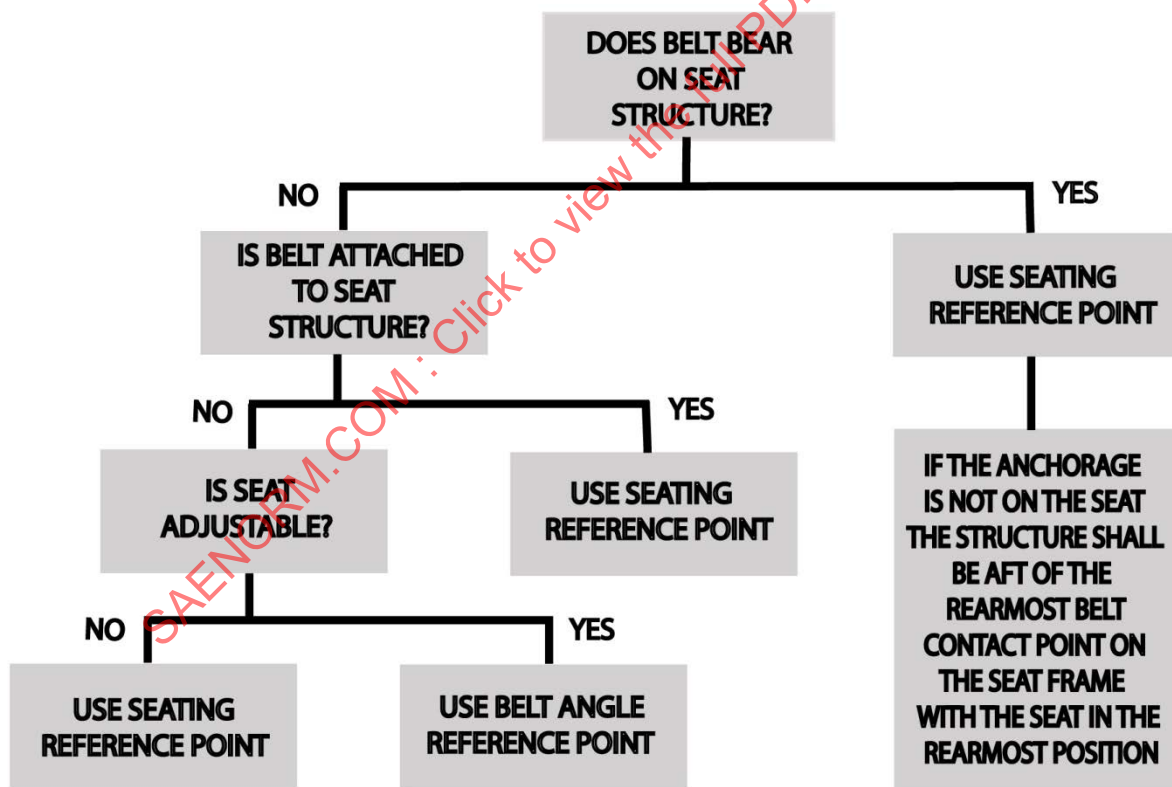 DOES BELT BEAR
ON SEAT
STRUCTURE?
NO
YES
IS BELT ATTACHED
TO SEAT
STRUCTURE?
USE SEATING
REFERENCE POINT
NO
YES
IS SEAT
ADJUSTABLE?
USE SEATING
REFERENCE POINT
IF THE ANCHORAGE
IS NOT ON THE SEAT
THE STRUCTURE SHALL
BE AFT OF THE
REARMOST BELT
CONTACT POINT ON
THE SEAT FRAME
WITH THE SEAT IN THE
REARMOST POSITION
NO
YES
USE SEATING
REFERENCE POINT
USE BELT ANGLE
REFERENCE POINT
SAENORM.COM : Click to view the full PDF